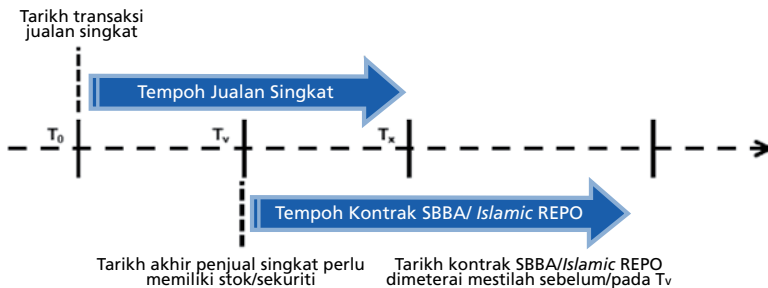 Tarikh transaksi
jualan singkat
Tempoh Jualan Singkat
T0
Tv
Tx
Tempoh Kontrak SBBA/ Islamic REPO
Tarikh akhir penjual singkat perlu
memiliki stok/sekuriti
Tarikh kontrak SBBA/Islamic REPO
dimeterai mestilah sebelum/pada Tv